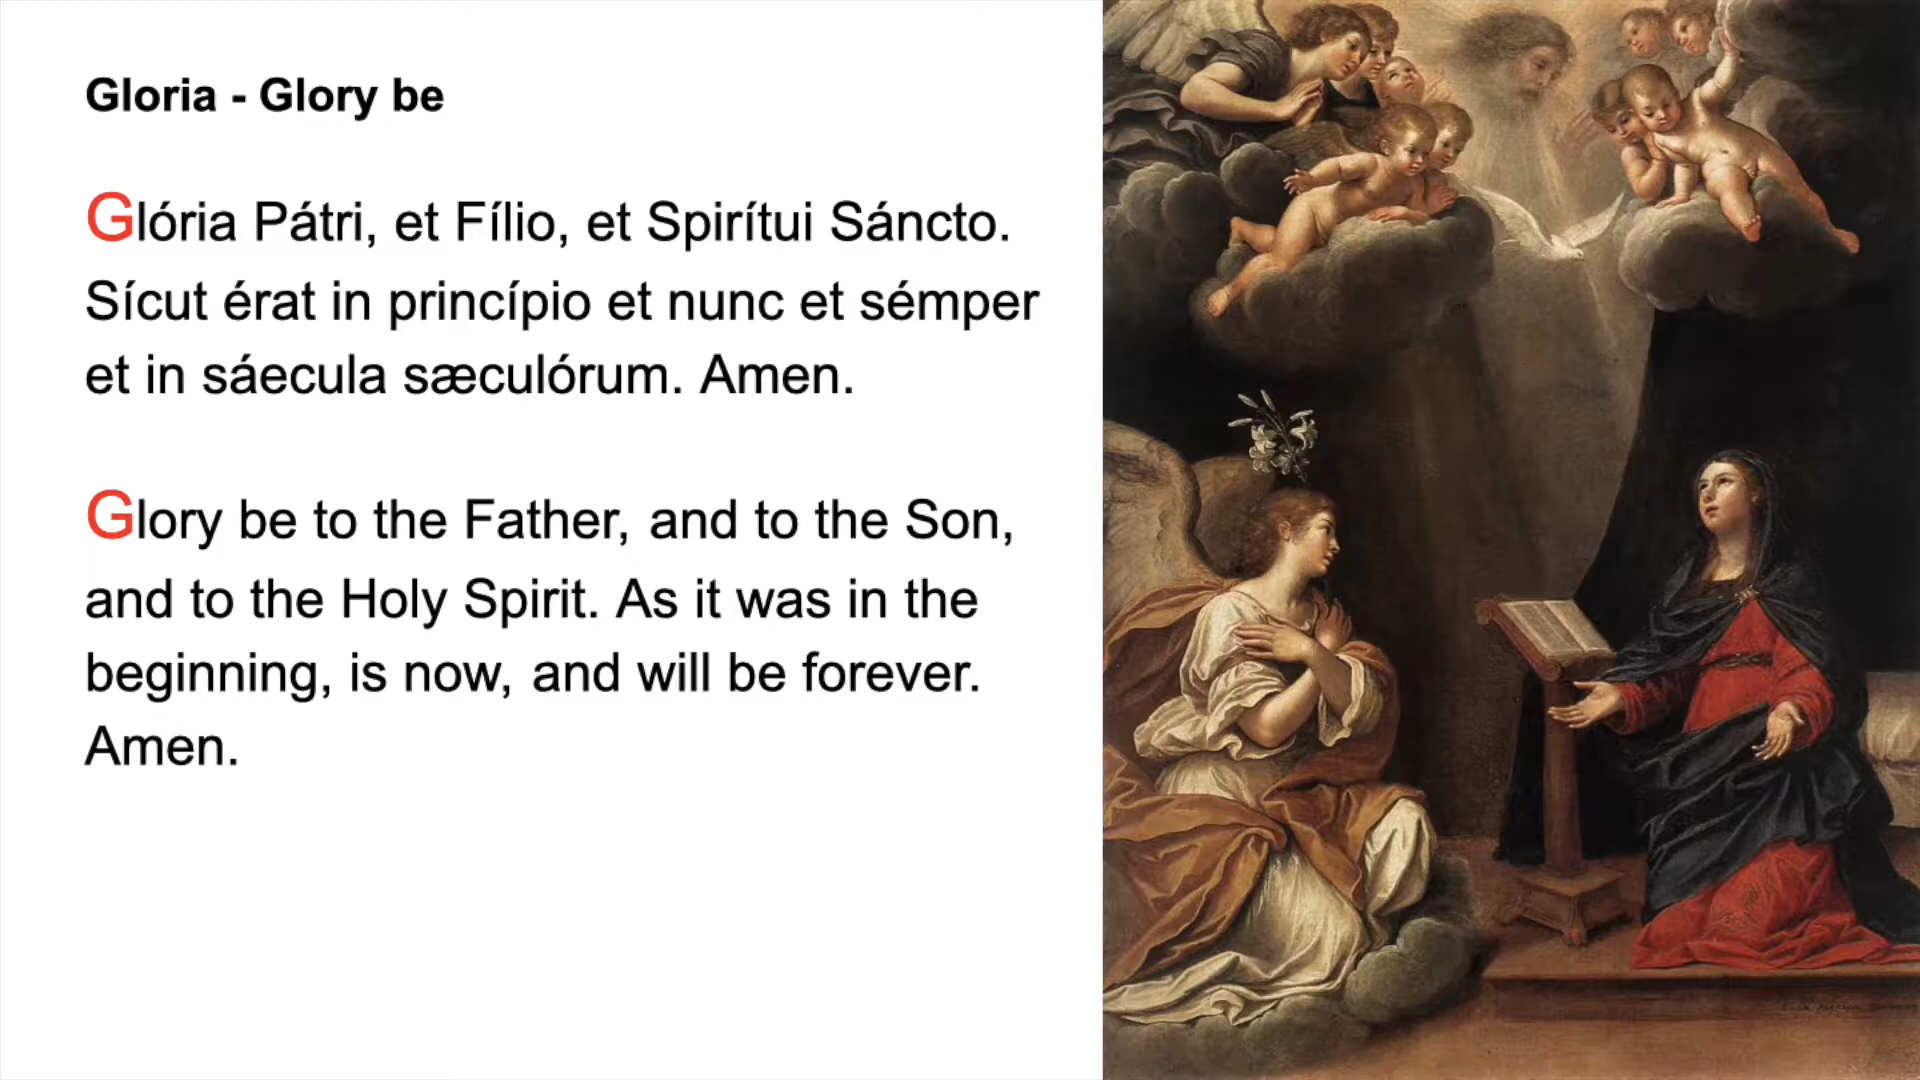 Gloria - Glory be
Glória Pátri, et Fílio, et Spirítui Sáncto.
Sícut érat in princípio et nunc et sémper
et in sáecula sæculórum. Amen.
Glory be to the Father, and to the Son,
and to the Holy Spirit. As it was in the
beginning, is now, and will be forever.
Amen.